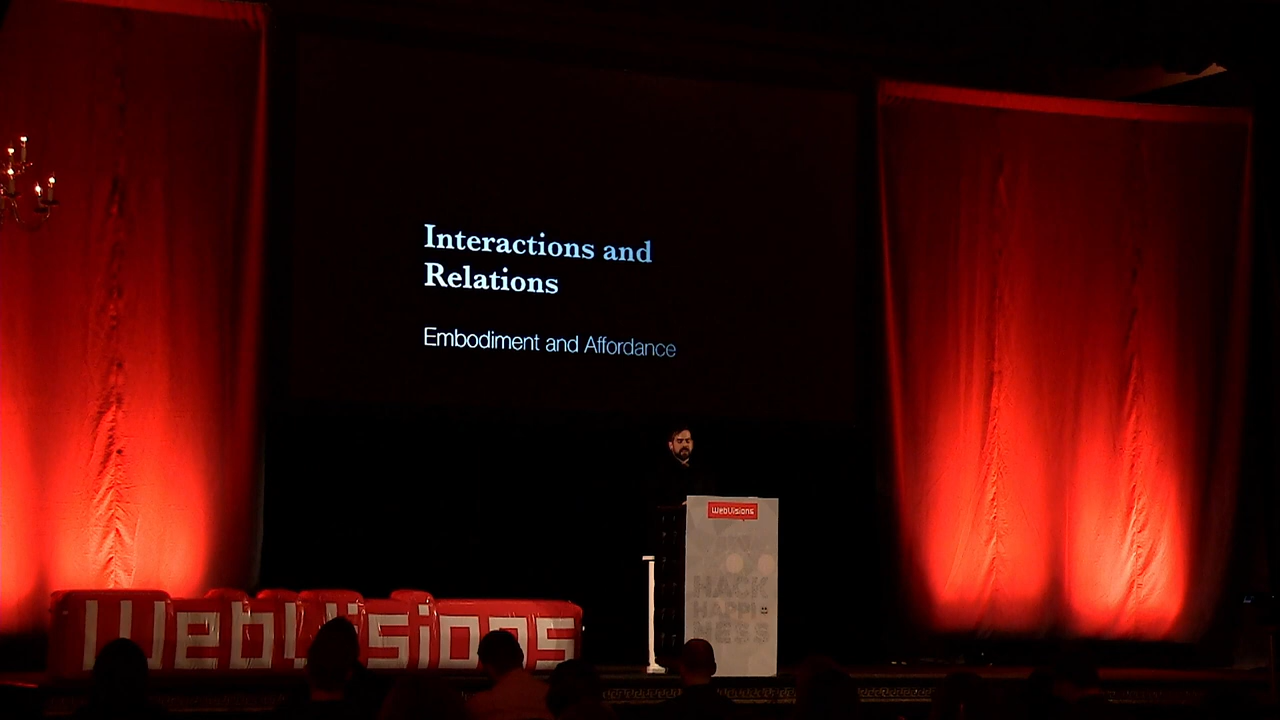 Interactions and
Relations
Embodiment and Affordance
WebVisions
HACK
HAPPI
NESS
WebVisions